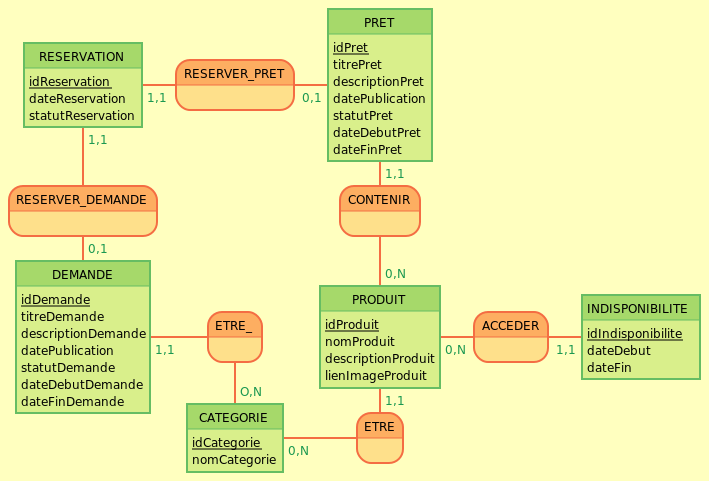 PRET
idPret
titrePret
descriptionPret
datePublication
statutPret
dateDebutPret
dateFinPret
RESERVATION
idReservation
dateReservation
statutReservation
RESERVER_PRET
1,1
0,1
1,1
1,1
RESERVER_DEMANDE
CONTENIR
0,1
0,N
DEMANDE
idDemande
titreDemande
descriptionDemande
datePublication
statutDemande
dateDebutDemande
dateFinDemande
ETRE_
1,1
O,N
PRODUIT
idProduit
nomProduit
descriptionProduit
lienImageProduit
ACCEDER
0,N
1,1
INDISPONIBILITE
idIndisponibilite
dateDebut
dateFin
1,1
CATEGORIE
idCategorie
nomCategorie
ETRE
0,N